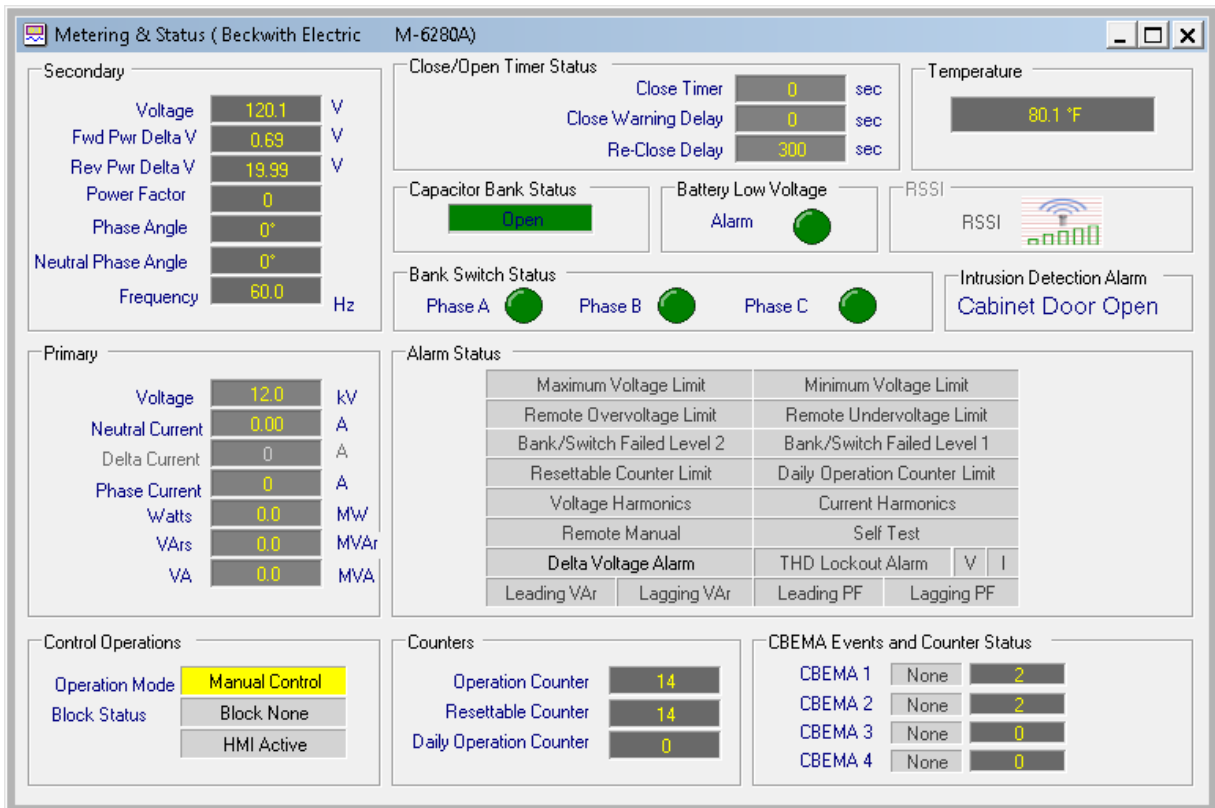 Metering & Status ( Beckwith Electric M-6280A)
Secondary
Voltage 120.1 V
Fwd Pwr Delta V 0.69 V
Rev Pwr Delta V 19.99 V
Power Factor 0
Phase Angle 0°
Neutral Phase Angle 0°
Frequency 60.0 Hz
Close/Open Timer Status
Close Timer 0 sec
Close Warning Delay 0 sec
Re-Close Delay 300 sec
Temperature
80.1 °F
Capacitor Bank Status
Open
Battery Low Voltage
Alarm
RSSI
RSSI
Bank Switch Status
Phase A Phase B Phase C
Intrusion Detection Alarm
Cabinet Door Open
Primary
Voltage 12.0 kV
Neutral Current 0.00 A
Delta Current 0 A
Phase Current 0 A
Watts 0.0 MW
VArs 0.0 MVAr
VA 0.0 MVA
Alarm Status
Maximum Voltage Limit Minimum Voltage Limit
Remote Overvoltage Limit Remote Undervoltage Limit
Bank/Switch Failed Level 2 Bank/Switch Failed Level 1
Resettable Counter Limit Daily Operation Counter Limit
Voltage Harmonics Current Harmonics
Remote Manual Self Test
Delta Voltage Alarm THD Lockout Alarm V I
Leading VAr Lagging VAr Leading PF Lagging PF
Control Operations
Operation Mode Manual Control
Block Status Block None
HMI Active
Counters
Operation Counter 14
Resettable Counter 14
Daily Operation Counter 0
CBEMA Events and Counter Status
CBEMA 1 None 2
CBEMA 2 None 2
CBEMA 3 None 0
CBEMA 4 None 0